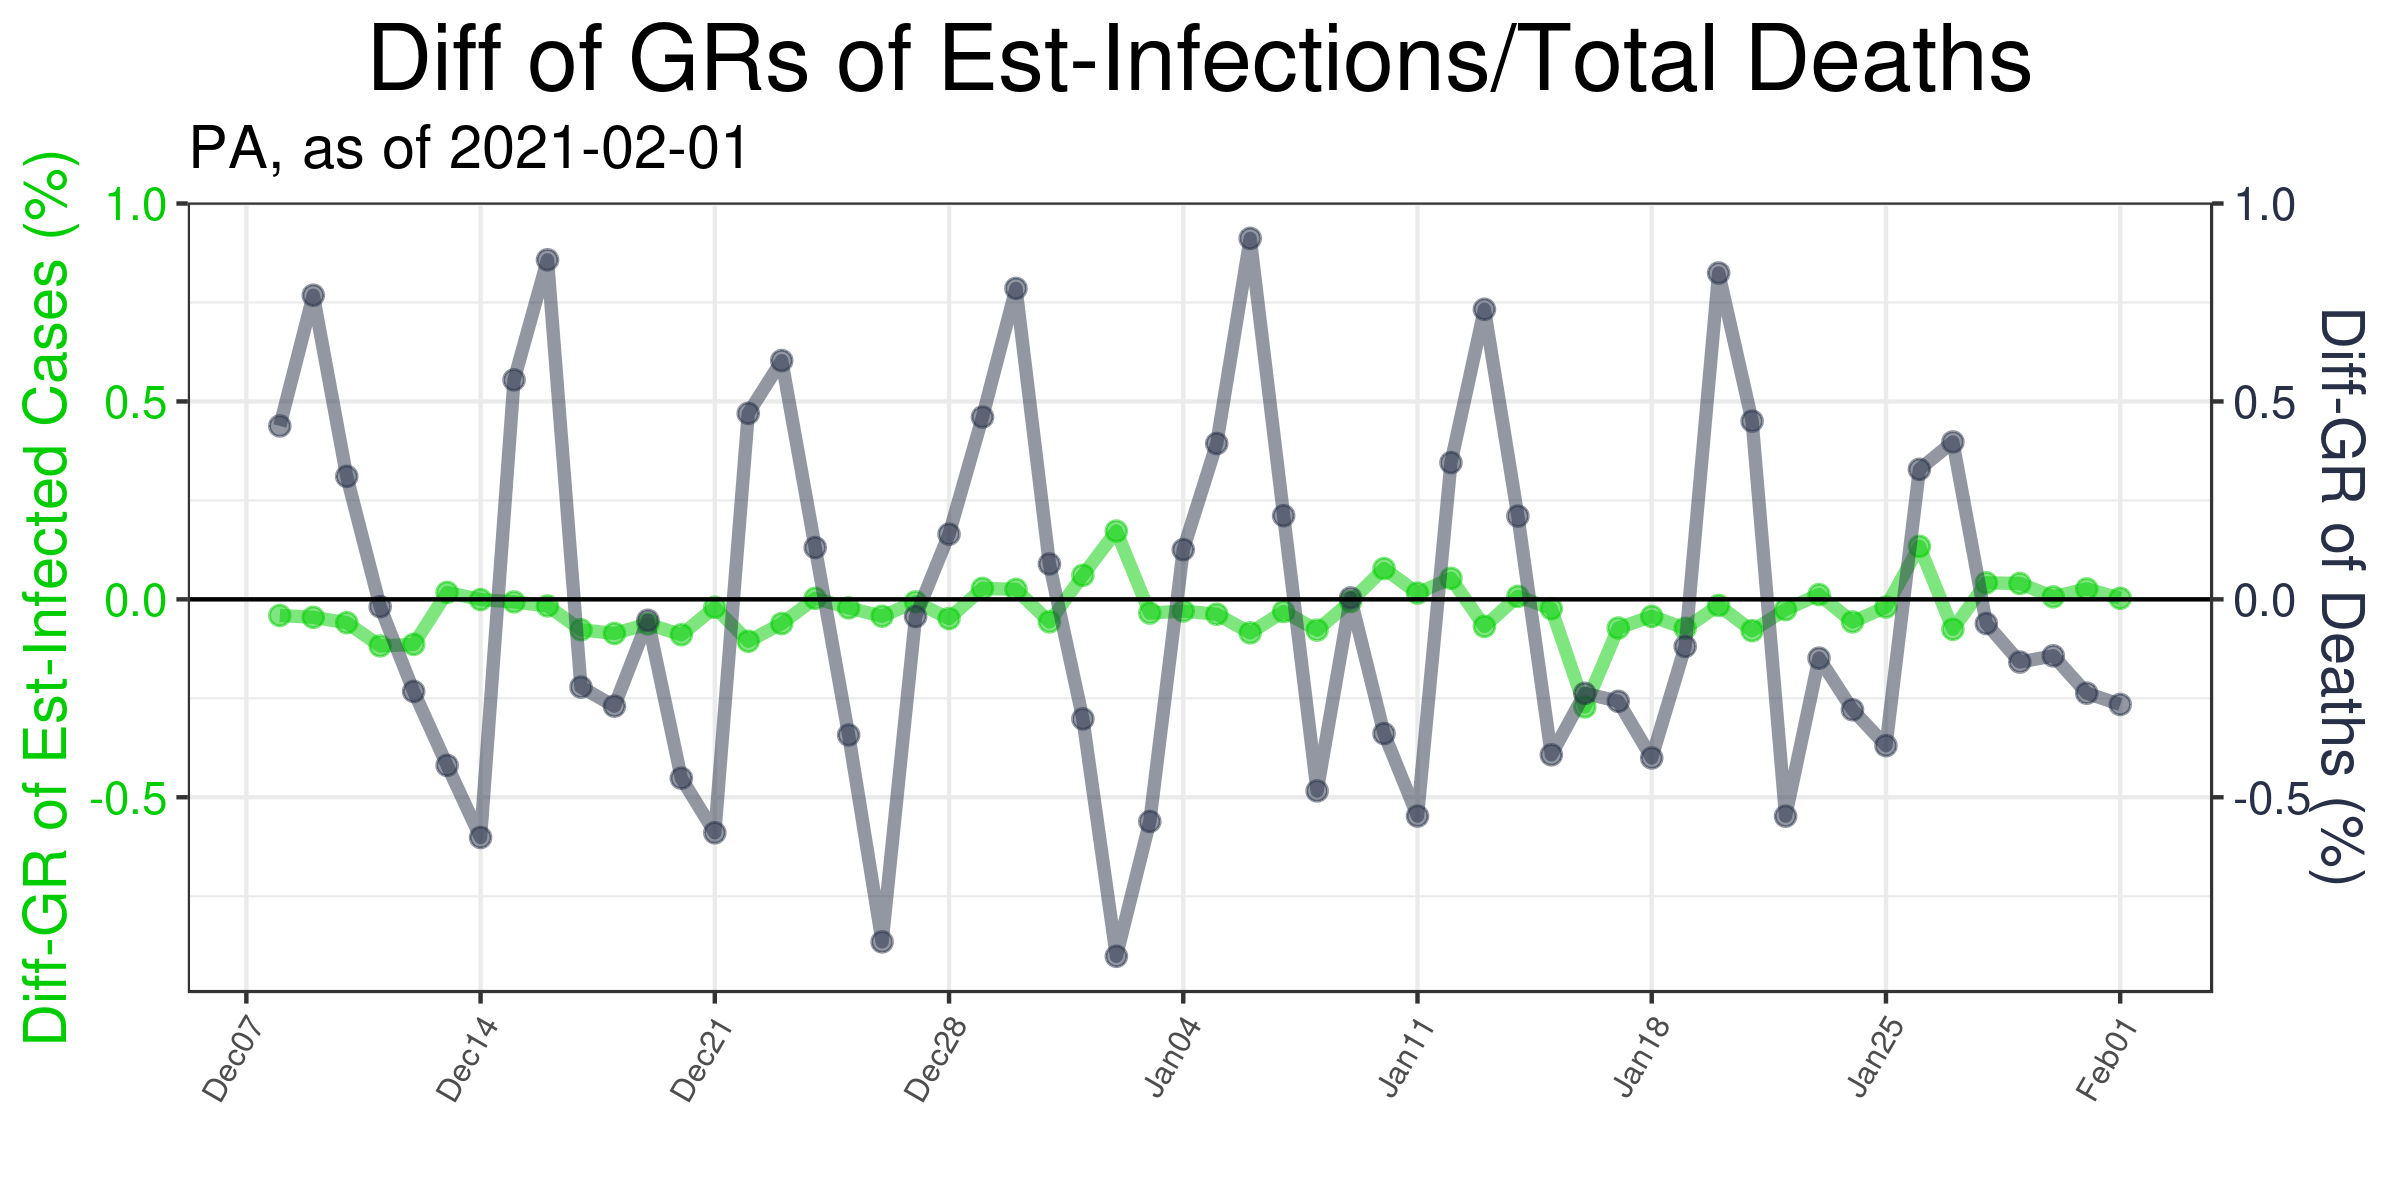 Diff of GRs of Est-Infections/Total Deaths
PA, as of 2021-02-01
Diff-GR of Est-Infected Cases (%)
1.0
0.5
0.0
-0.5
1.0
0.5
0.0
-0.5
Diff-GR of Deaths (%)
Dec07
Dec14
Dec21
Dec28
Jan04
Jan11
Jan18
Jan25
Feb01